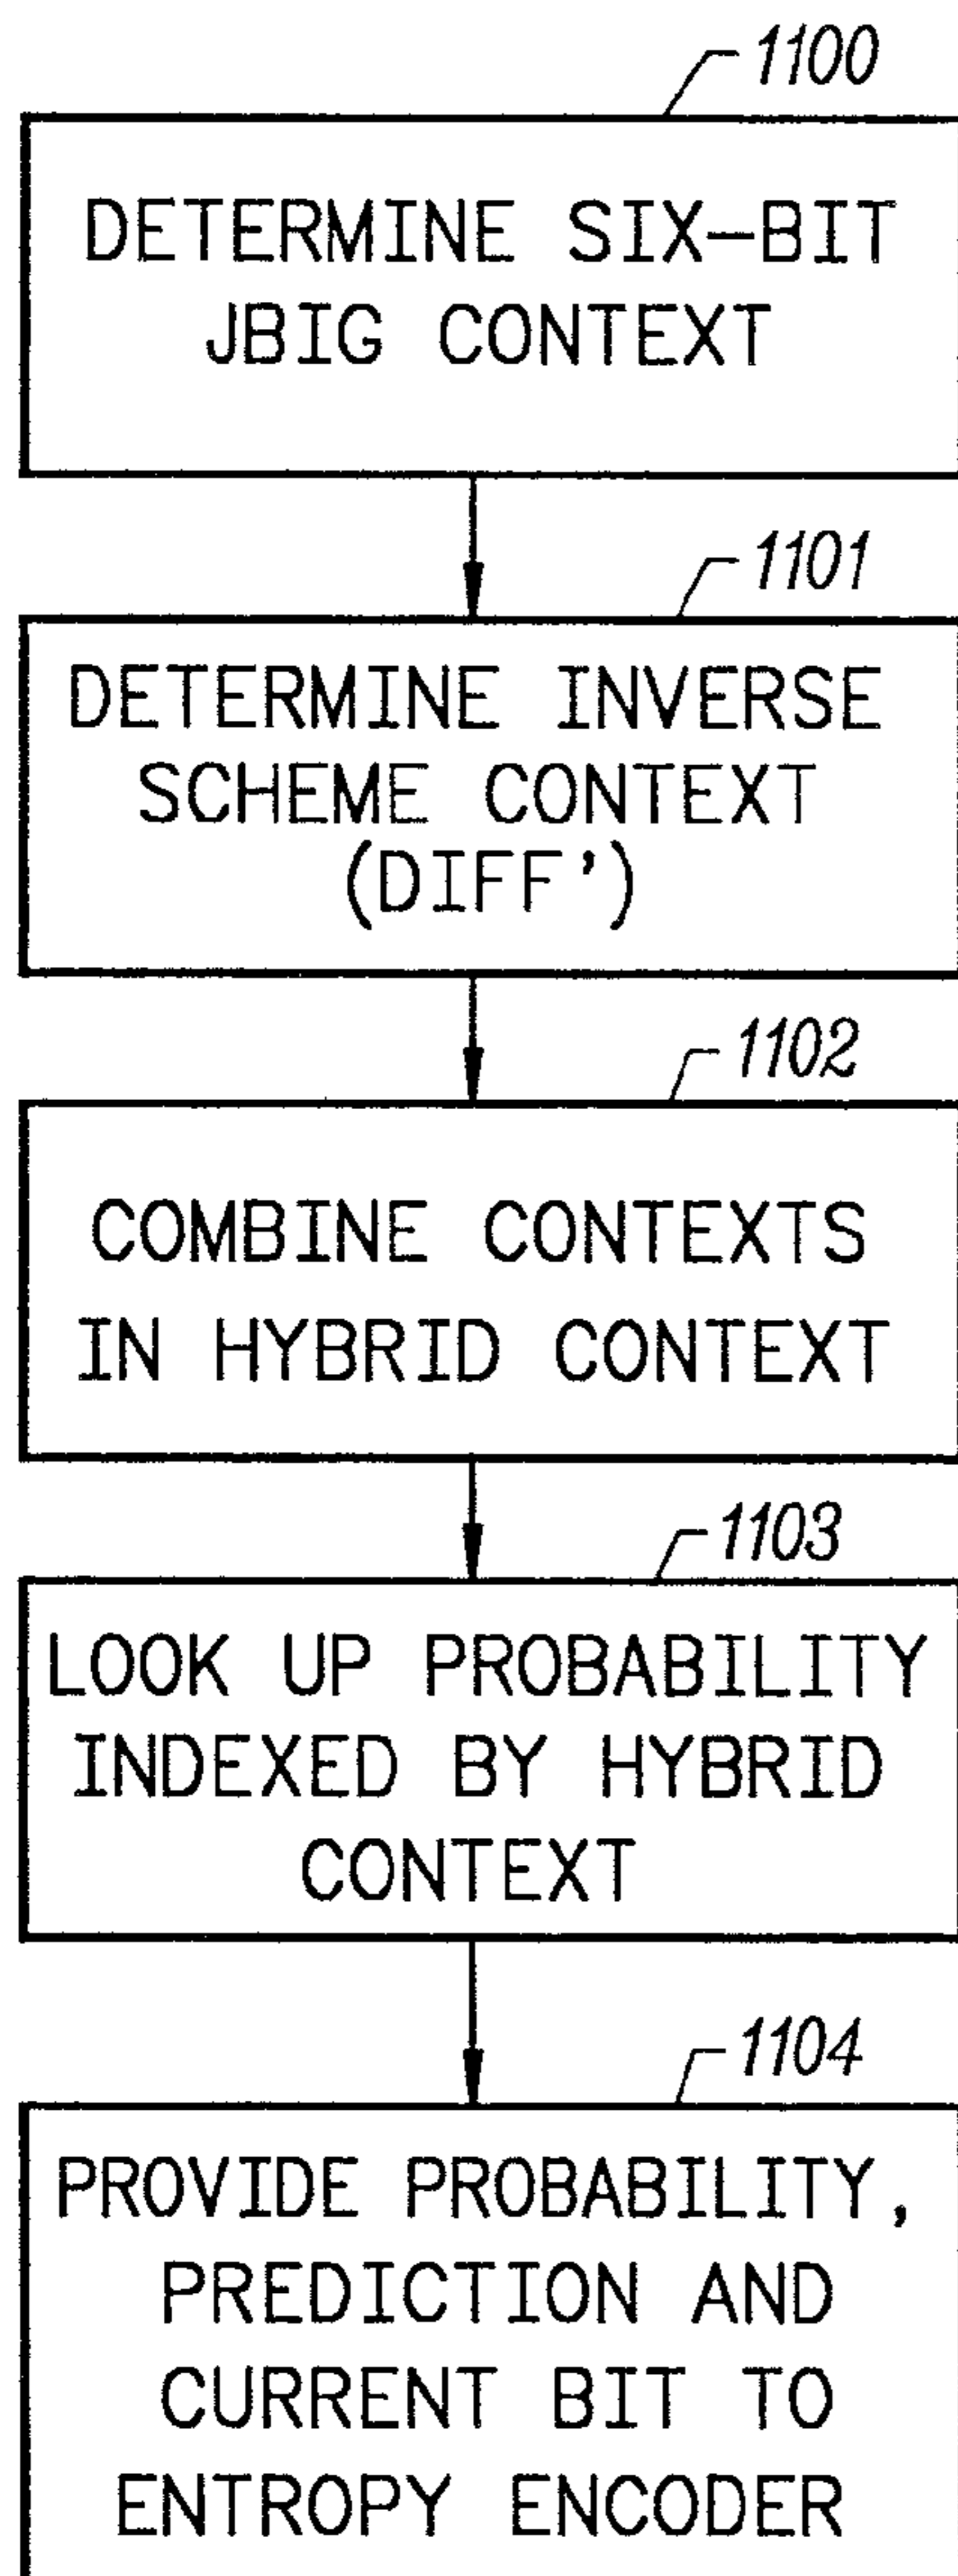 1100
DETERMINE SIX-BIT
JBIG CONTEXT
1101
DETERMINE INVERSE
SCHEME CONTEXT
(DIFF')
1102
COMBINE CONTEXTS
IN HYBRID CONTEXT
1103
LOOK UP PROBABILITY
INDEXED BY HYBRID
CONTEXT
1104
PROVIDE PROBABILITY,
PREDICTION AND
CURRENT BIT TO
ENTROPY ENCODER